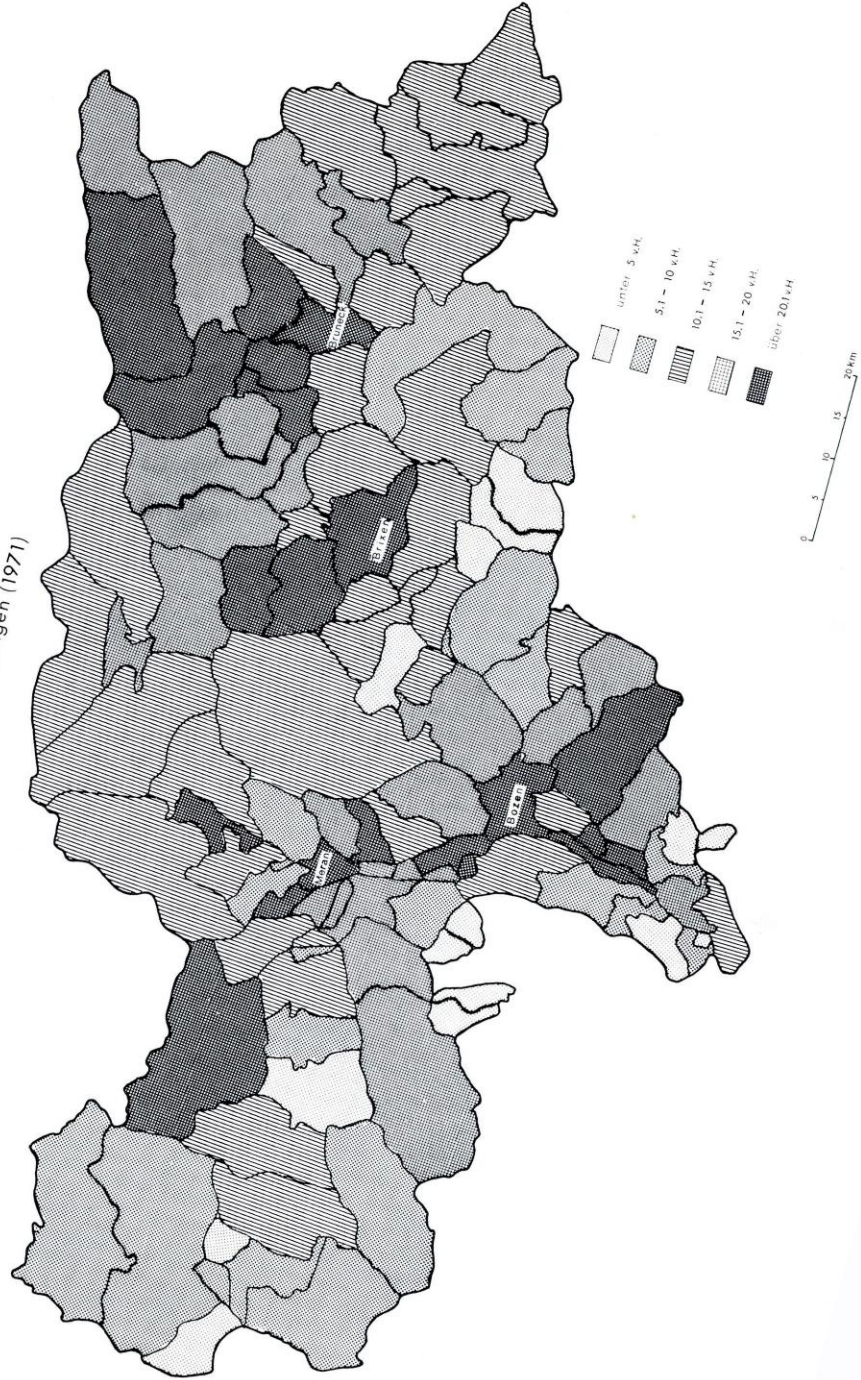 gen (1971)
Bruneck
Brixen
Meran
Bozen
unter 5 v.H.
5.1 – 10 v.H.
10.1 – 15 v.H.
15.1 – 20 v.H.
über 20.1 v.H
0 5 10 15 20 km